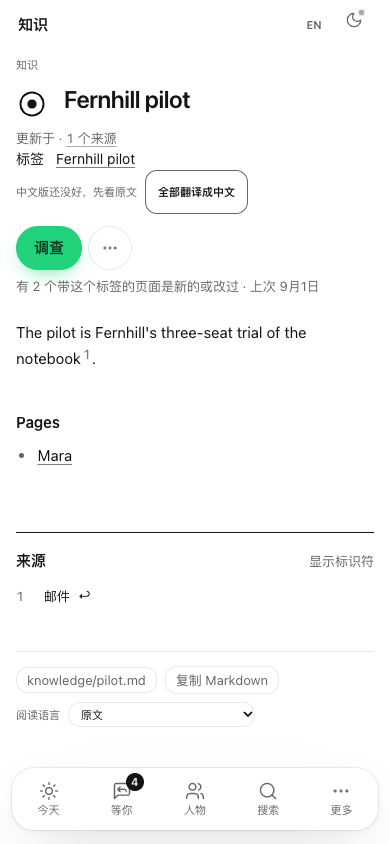 知识
EN
知识
Fernhill pilot
更新于 · 1 个来源
标签 Fernhill pilot
中文版还没好，先看原文 全部翻译成中文
调查 ···
有 2 个带这个标签的页面是新的或改过 · 上次 9月1日
The pilot is Fernhill's three-seat trial of the
notebook 1.
Pages
• Mara
来源 显示标识符
1 邮件 ↩
knowledge/pilot.md 复制 Markdown
阅读语言 原文
4
今天 等你 人物 搜索 更多